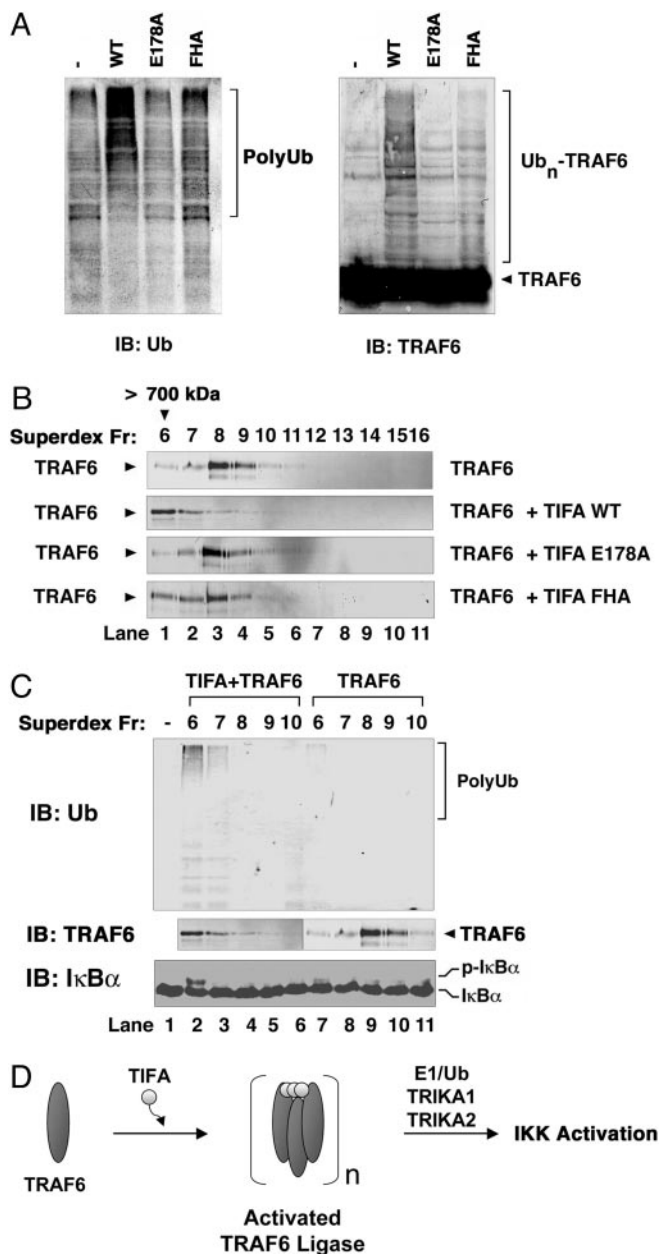 A
- WT E178A FHA
- WT E178A FHA
PolyUb
Ubn-TRAF6
TRAF6
IB: Ub
IB: TRAF6
B
> 700 kDa
Superdex Fr: 6 7 8 9 10 11 12 13 14 15 16
TRAF6 TRAF6
TRAF6 TRAF6 + TIFA WT
TRAF6 TRAF6 + TIFA E178A
TRAF6 TRAF6 + TIFA FHA
Lane 1 2 3 4 5 6 7 8 9 10 11
C
TIFA+TRAF6 TRAF6
Superdex Fr: - 6 7 8 9 10 6 7 8 9 10
IB: Ub
PolyUb
IB: TRAF6 TRAF6
IB: IκBα
p-IκBα
IκBα
Lane 1 2 3 4 5 6 7 8 9 10 11
D
TIFA
TRAF6
n
Activated
TRAF6 Ligase
E1/Ub
TRIKA1
TRIKA2
IKK Activation